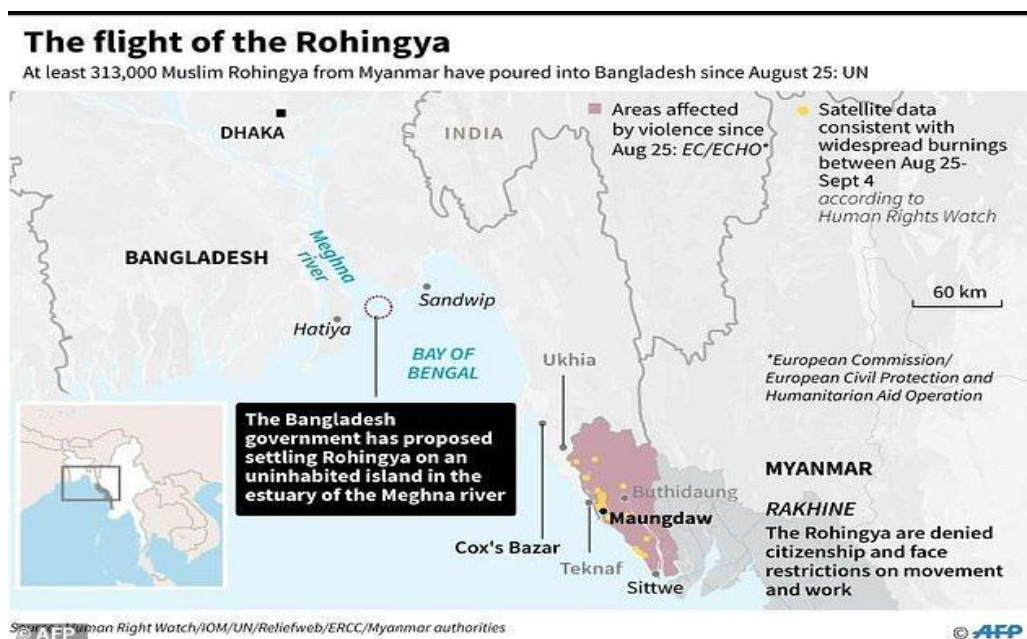 The flight of the Rohingya
At least 313,000 Muslim Rohingya from Myanmar have poured into Bangladesh since August 25: UN
DHAKA
INDIA
Areas affected
by violence since
Aug 25: EC/ECHO*
Satellite data
consistent with
widespread burnings
between Aug 25-
Sept 4
according to
Human Rights Watch
BANGLADESH
Meghna
river
Sandwip
Hatiya
60 km
BAY OF
BENGAL
Ukhia
*European Commission/
European Civil Protection and
Humanitarian Aid Operation
The Bangladesh
government has proposed
settling Rohingya on an
uninhabited island in the
estuary of the Meghna river
MYANMAR
RAKHINE
The Rohingya are denied
citizenship and face
restrictions on movement
and work
Buthidaung
Maungdaw
Cox's Bazar
Teknaf
Sittwe
Source: Human Right Watch/IOM/UN/Reliefweb/ERCC/Myanmar authorities
© AFP
© AFP